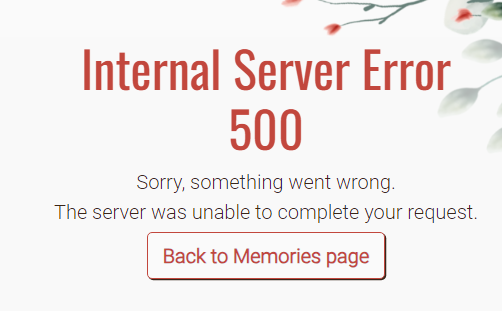 Internal Server Error
500
Sorry, something went wrong.
The server was unable to complete your request.
Back to Memories page